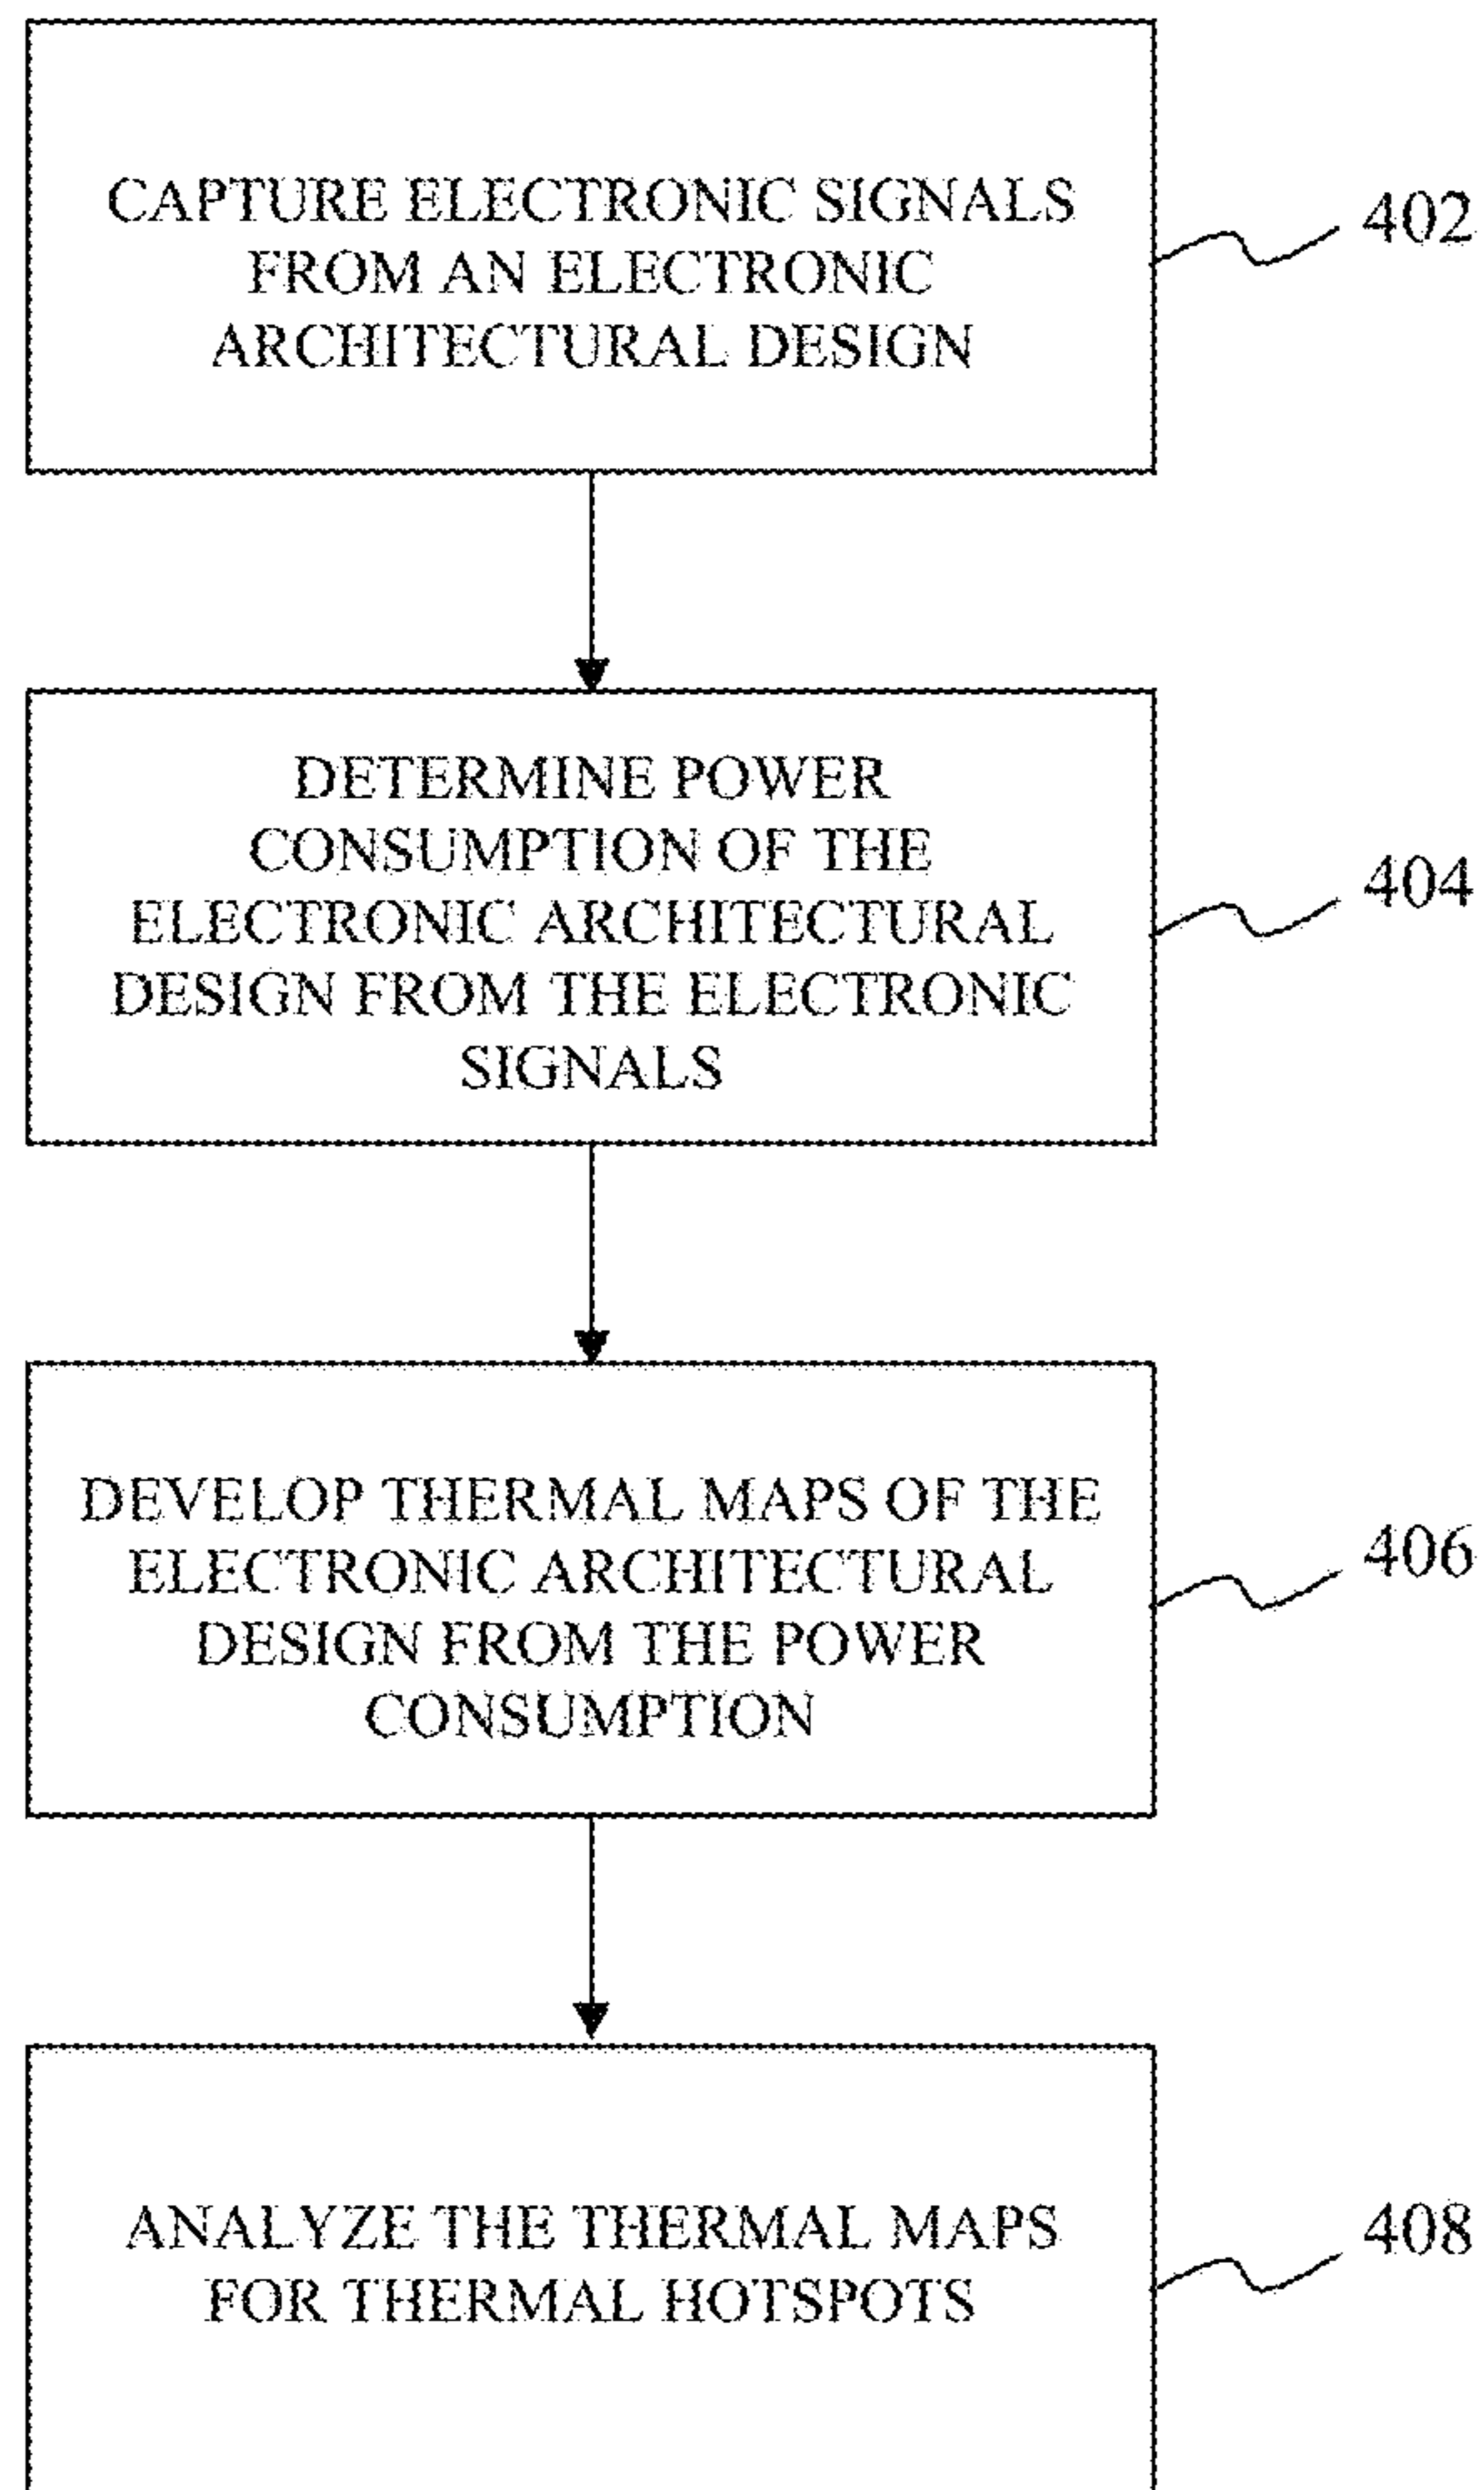 CAPTURE ELECTRONIC SIGNALS
FROM AN ELECTRONIC
ARCHITECTURAL DESIGN
402
DETERMINE POWER
CONSUMPTION OF THE
ELECTRONIC ARCHITECTURAL
DESIGN FROM THE ELECTRONIC
SIGNALS
404
DEVELOP THERMAL MAPS OF THE
ELECTRONIC ARCHITECTURAL
DESIGN FROM THE POWER
CONSUMPTION
406
ANALYZE THE THERMAL MAPS
FOR THERMAL HOTSPOTS
408